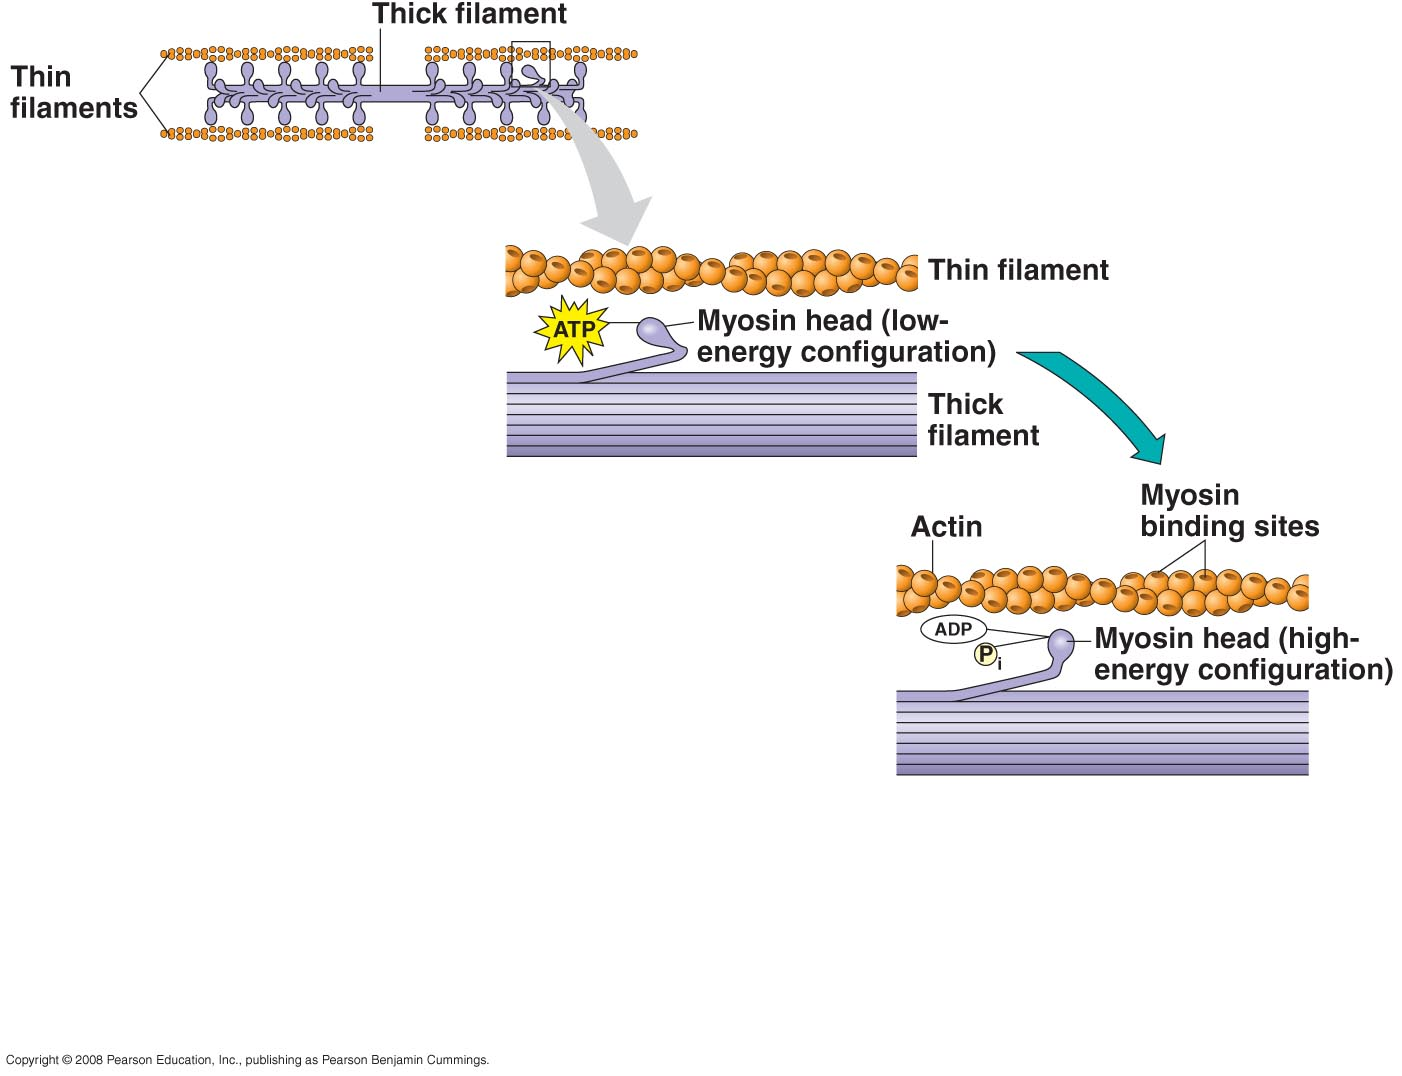 Thick filament
Thin
filaments
Thin filament
ATP
Myosin head (low-
energy configuration)
Thick
filament
Myosin
binding sites
Actin
ADP
Pi
Myosin head (high-
energy configuration)
Copyright © 2008 Pearson Education, Inc., publishing as Pearson Benjamin Cummings.